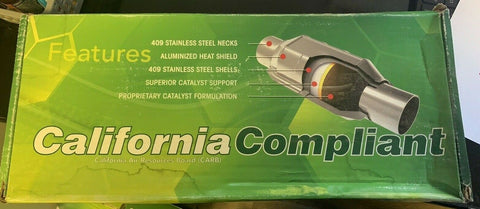 Features
409 STAINLESS STEEL NECKS
ALUMINIZED HEAT SHIELD
409 STAINLESS STEEL SHELLS
SUPERIOR CATALYST SUPPORT
PROPRIETARY CATALYST FORMULATION
California Compliant
California Air Resources Board (CARB)